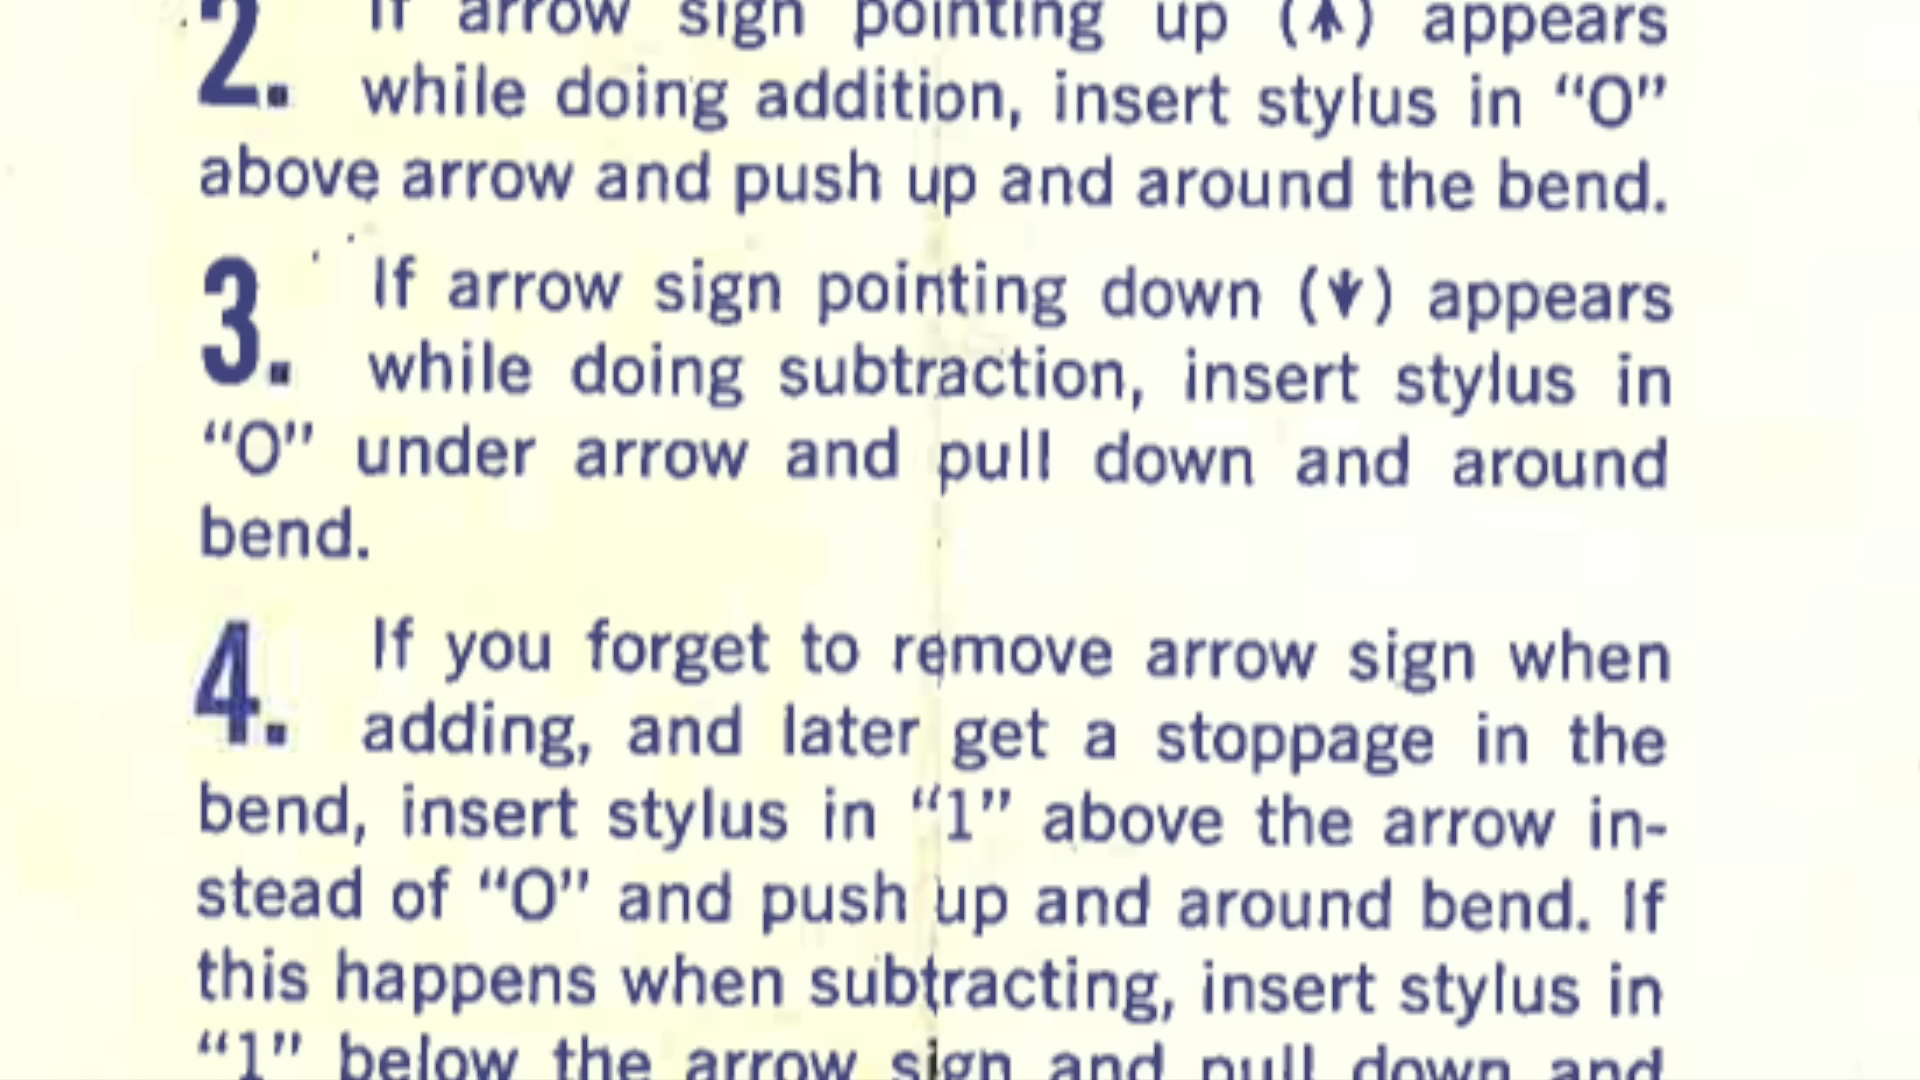 2. If arrow sign pointing up (↑) appears
while doing addition, insert stylus in “O”
above arrow and push up and around the bend.
3. If arrow sign pointing down (↓) appears
while doing subtraction, insert stylus in
“O” under arrow and pull down and around
bend.
4. If you forget to remove arrow sign when
adding, and later get a stoppage in the
bend, insert stylus in “1” above the arrow in-
stead of “O” and push up and around bend. If
this happens when subtracting, insert stylus in
“1” below the arrow sign and pull down and